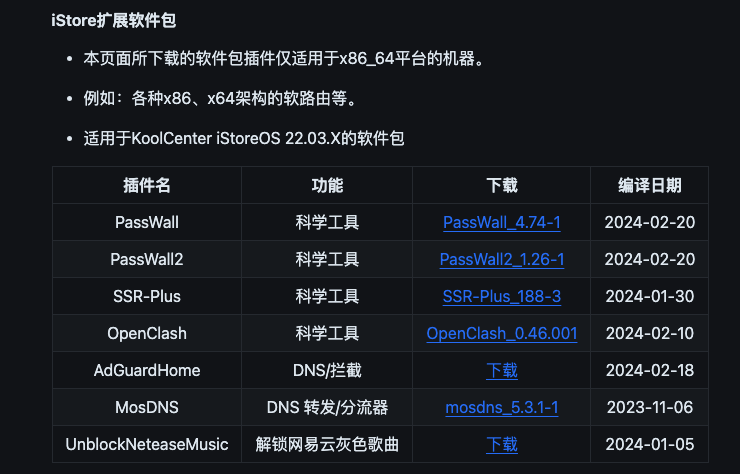 iStore扩展软件包
本页面所下载的软件包插件仅适用于x86_64平台的机器。
例如：各种x86、x64架构的软路由等。
适用于KoolCenter iStoreOS 22.03.X的软件包
插件名 功能 下载 编译日期
PassWall 科学工具 PassWall_4.74-1 2024-02-20
PassWall2 科学工具 PassWall2_1.26-1 2024-02-20
SSR-Plus 科学工具 SSR-Plus_188-3 2024-01-30
OpenClash 科学工具 OpenClash_0.46.001 2024-02-10
AdGuardHome DNS/拦截 下载 2024-02-18
MosDNS DNS 转发/分流器 mosdns_5.3.1-1 2023-11-06
UnblockNeteaseMusic 解锁网易云灰色歌曲 下载 2024-01-05